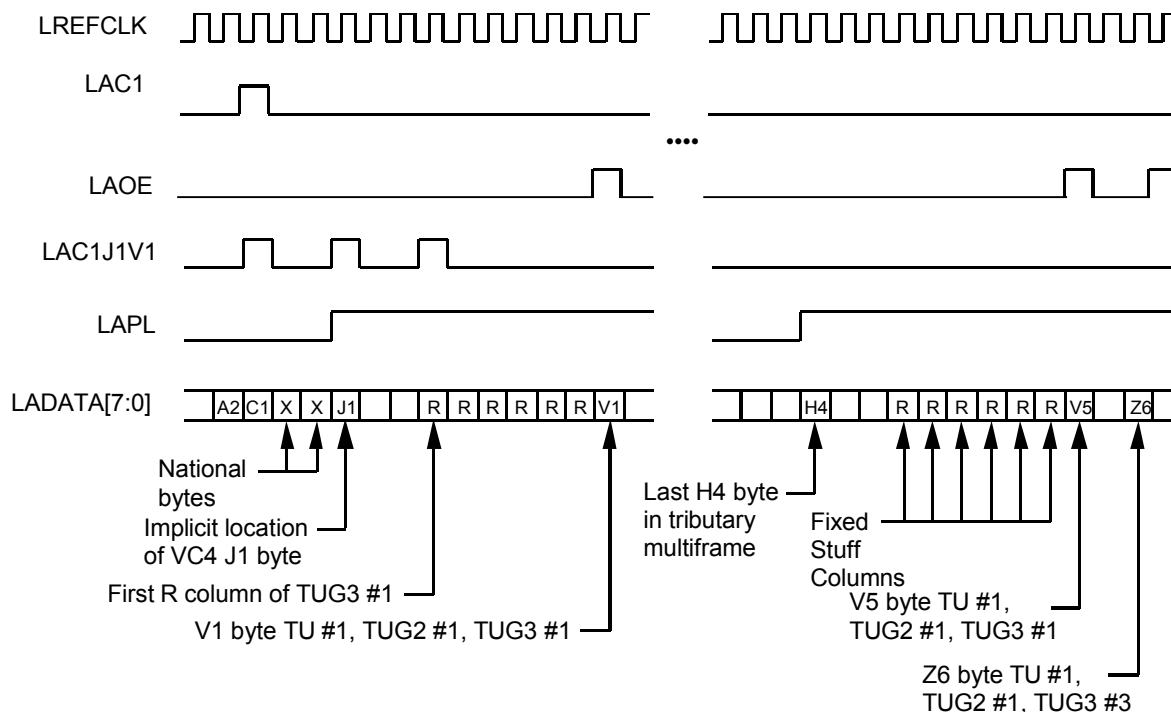 LREFCLK
LAC1
....
LAOE
LAC1J1V1
LAPL
LADATA[7:0]
A2 C1 X X J1 R R R R R R V1
H4 R R R R R R V5 Z6
National
bytes
Implicit location
of VC4 J1 byte
First R column of TUG3 #1
V1 byte TU #1, TUG2 #1, TUG3 #1
Last H4 byte
in tributary
multiframe
Fixed
Stuff
Columns
V5 byte TU #1,
TUG2 #1, TUG3 #1
Z6 byte TU #1,
TUG2 #1, TUG3 #3